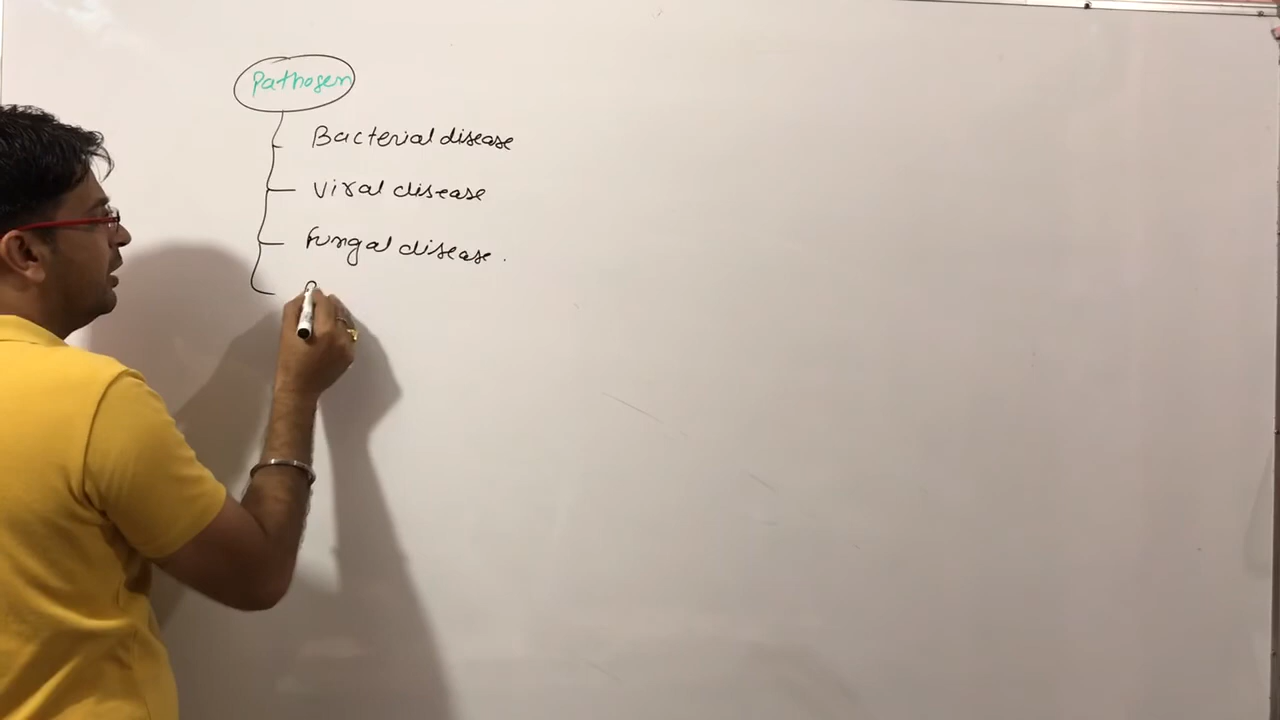 Pathogen
Bacterial disease
Viral disease
Fungal disease.